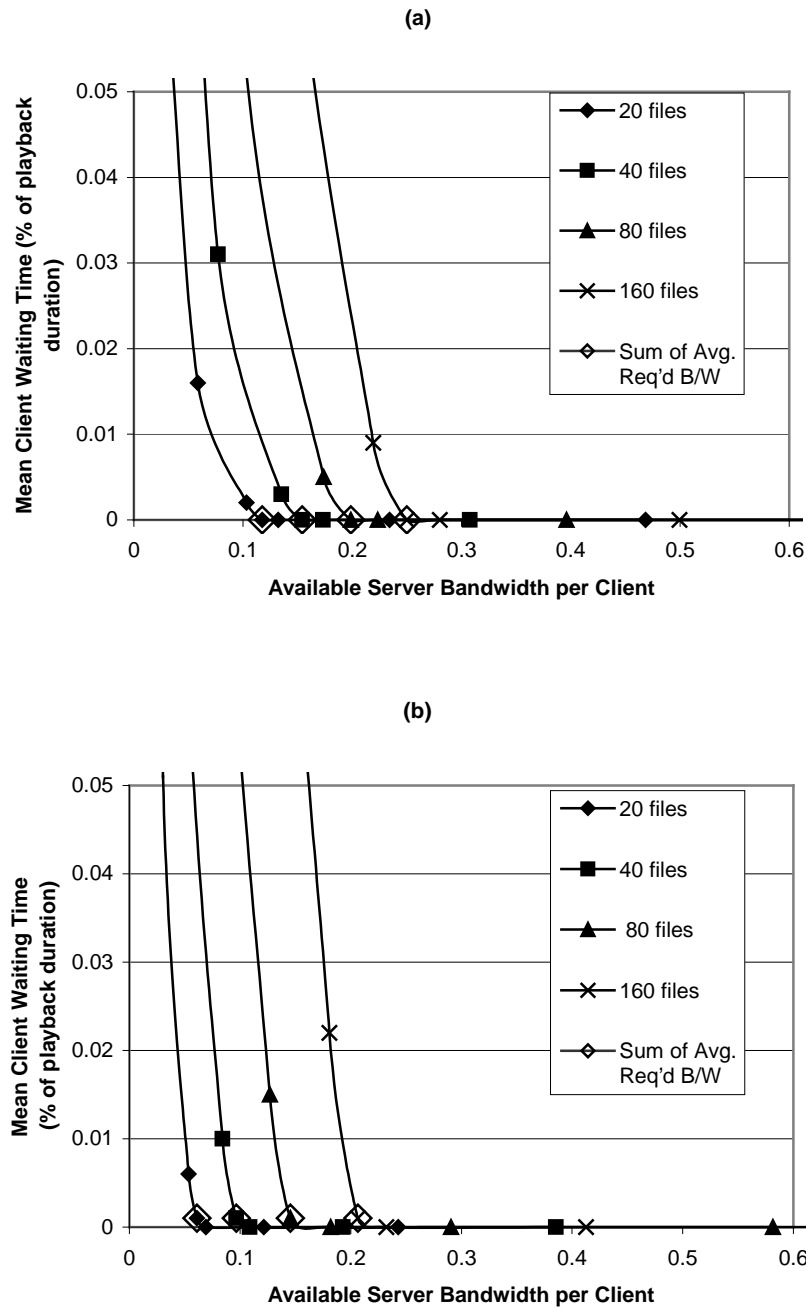 (a)
Mean Client Waiting Time (% of playback
duration)
0.05
0.04
0.03
0.02
0.01
0
0 0.1 0.2 0.3 0.4 0.5 0.6
Available Server Bandwidth per Client
20 files
40 files
80 files
160 files
Sum of Avg.
Req'd B/W
(b)
Mean Client Waiting Time
(% of playback duration)
0.05
0.04
0.03
0.02
0.01
0
0 0.1 0.2 0.3 0.4 0.5 0.6
Available Server Bandwidth per Client
20 files
40 files
80 files
160 files
Sum of Avg.
Req'd B/W